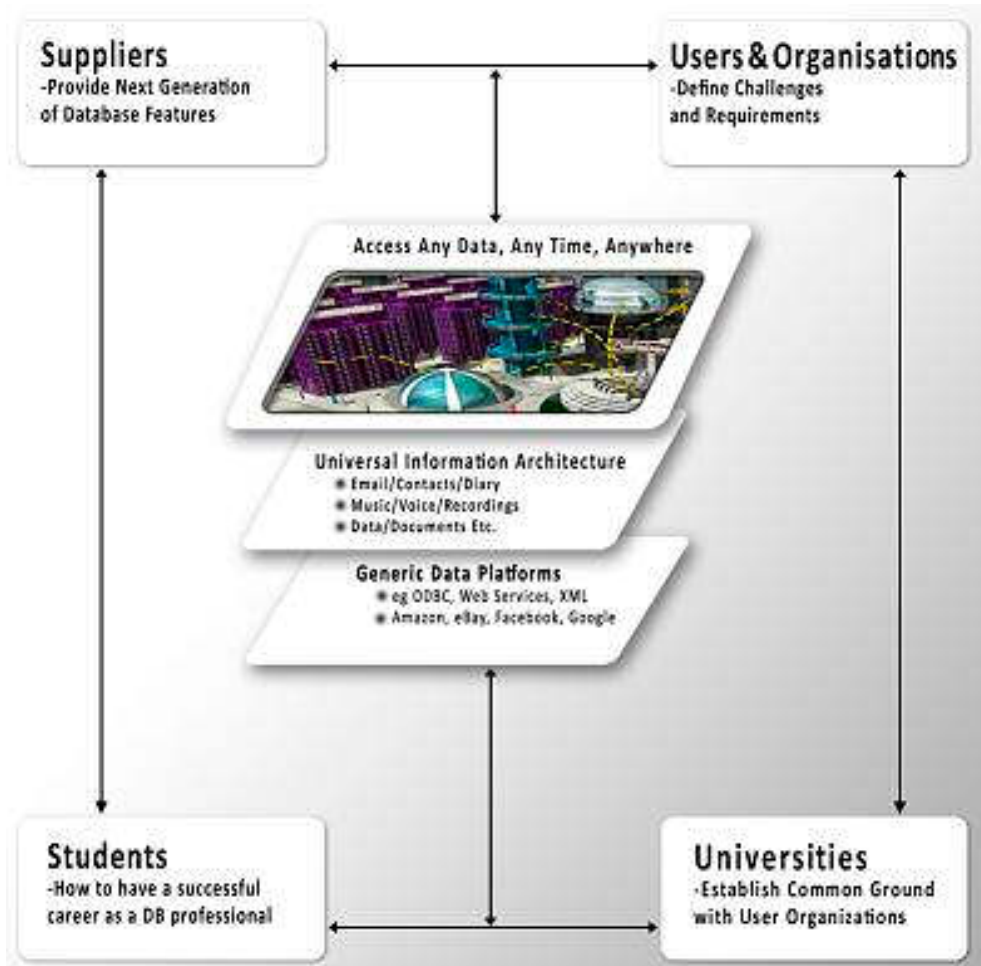 Suppliers
-Provide Next Generation
of Database Features
Users & Organisations
-Define Challenges
and Requirements
Access Any Data, Any Time, Anywhere
Universal Information Architecture
Email/Contacts/Diary
Music/Voice/Recordings
Data/Documents Etc.
Generic Data Platforms
eg ODBC, Web Services, XML
Amazon, eBay, Facebook, Google
Students
-How to have a successful
career as a DB professional
Universities
-Establish Common Ground
with User Organizations